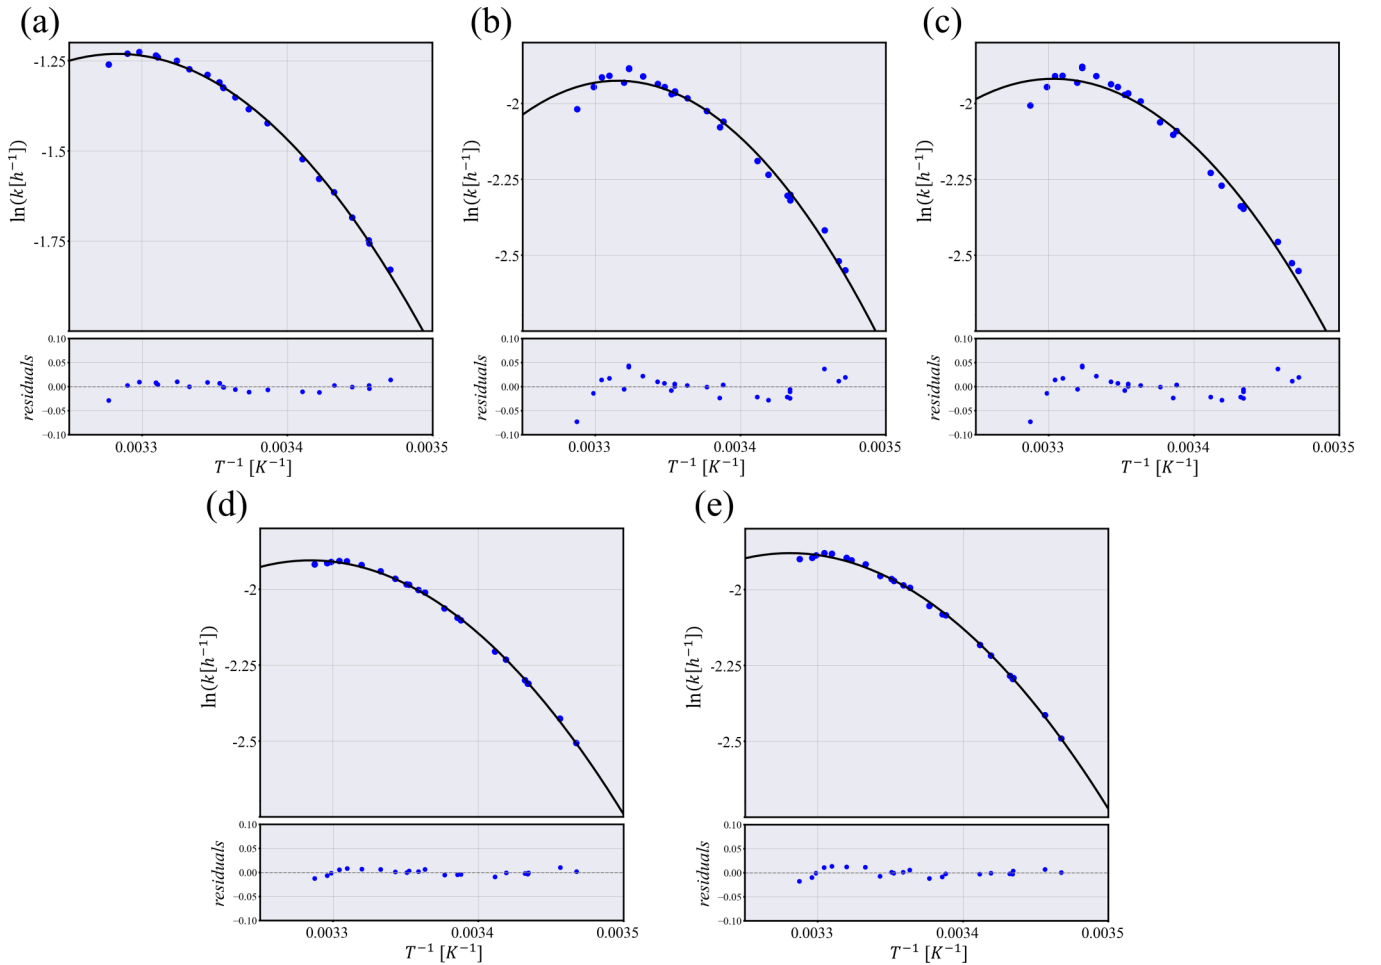 (a)
-1.25
-1.5
-1.75
ln(k[h⁻¹])
0.10
0.05
0.00
−0.05
−0.10
residuals
0.0033
0.0034
0.0035
T⁻¹ [K⁻¹]
(b)
-2
-2.25
-2.5
ln(k[h⁻¹])
0.10
0.05
0.00
−0.05
−0.10
residuals
0.0033
0.0034
0.0035
T⁻¹ [K⁻¹]
(c)
-2
-2.25
-2.5
ln(k[h⁻¹])
0.10
0.05
0.00
−0.05
−0.10
residuals
0.0033
0.0034
0.0035
T⁻¹ [K⁻¹]
(d)
-2
-2.25
-2.5
ln(k[h⁻¹])
0.10
0.05
0.00
−0.05
−0.10
residuals
0.0033
0.0034
0.0035
T⁻¹ [K⁻¹]
(e)
-2
-2.25
-2.5
ln(k[h⁻¹])
0.10
0.05
0.00
−0.05
−0.10
residuals
0.0033
0.0034
0.0035
T⁻¹ [K⁻¹]